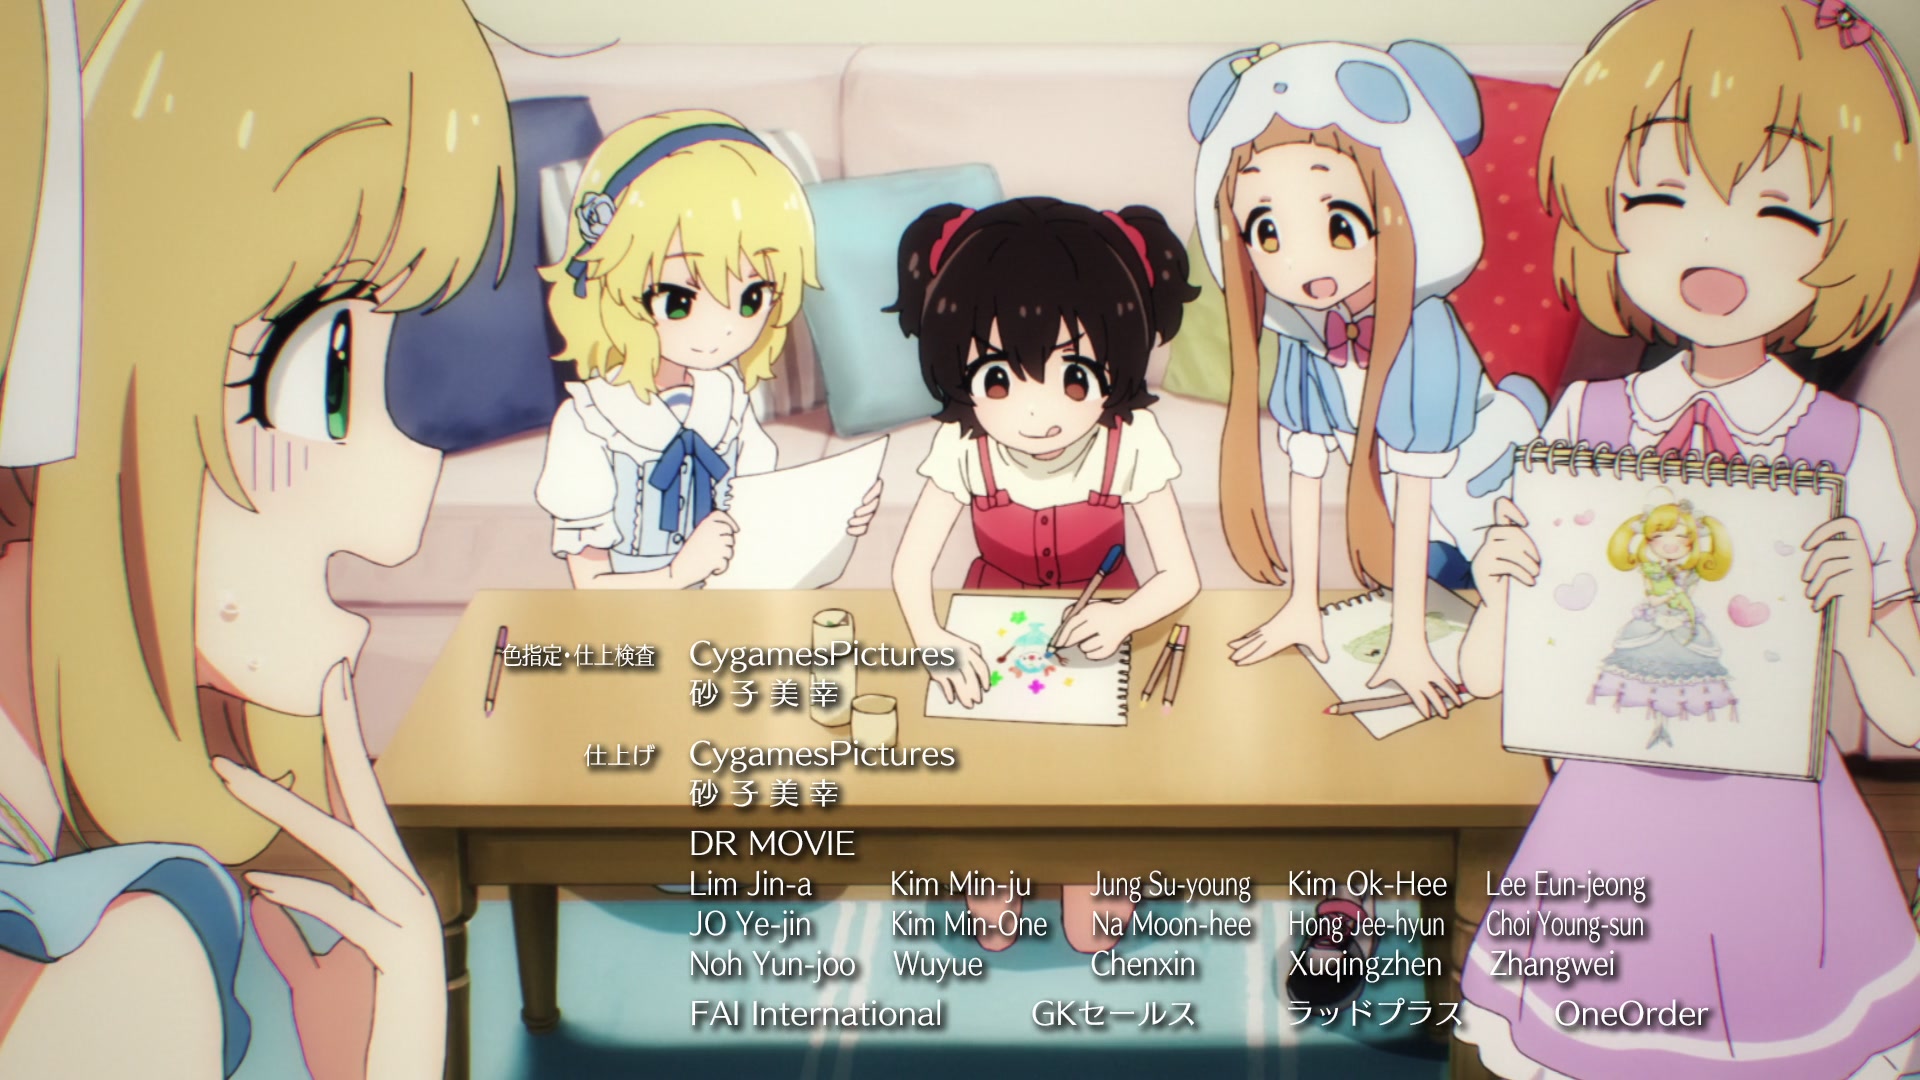 色指定・仕上検査 CygamesPictures
砂子美幸
仕上げ CygamesPictures
砂子美幸
DR MOVIE
Lim Jin-a Kim Min-ju Jung Su-young Kim Ok-Hee Lee Eun-jeong
JO Ye-jin Kim Min-One Na Moon-hee Hong Jee-hyun Choi Young-sun
Noh Yun-joo Wuyue Chenxin Xuqingzhen Zhangwei
FAI International GKセールス ラッドプラス OneOrder